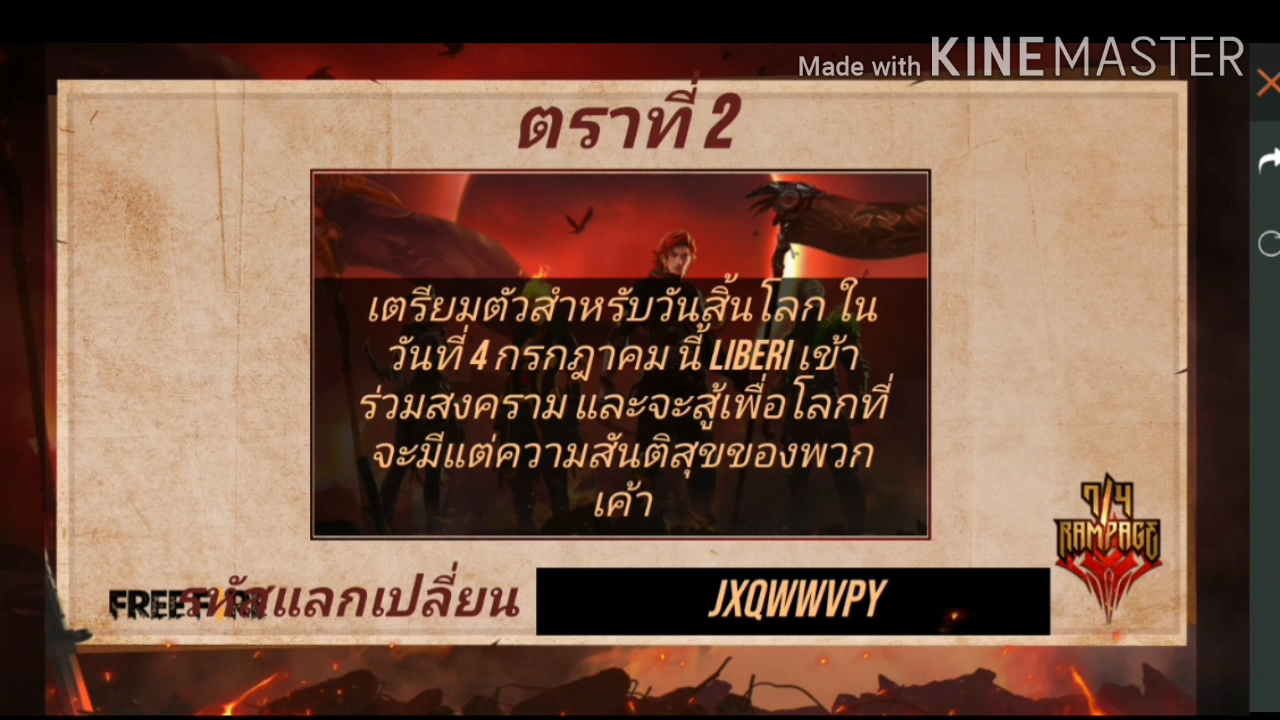 Made with KINEMASTER
ตราที่ 2
เตรียมตัวสำหรับวันสิ้นโลก ใน
วันที่ 4 กรกฎาคม นี้ LIBERI เข้า
ร่วมสงคราม และจะสู้เพื่อโลกที่
จะมีแต่ความสันติสุขของพวก
เค้า
7/4
RAMPAGE
FREE FIRE
รหัสแลกเปลี่ยน
JXQWWVPY